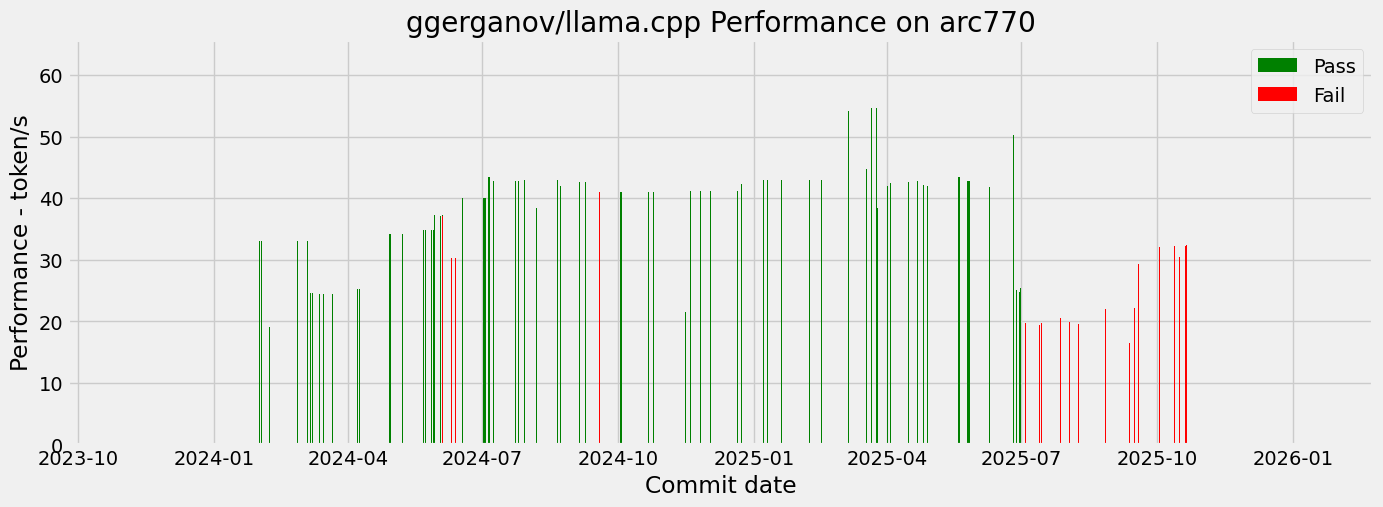 ggerganov/llama.cpp Performance on arc770
Performance - token/s
60
50
40
30
20
10
0
Pass
Fail
2023-10 2024-01 2024-04 2024-07 2024-10 2025-01 2025-04 2025-07 2025-10 2026-01
Commit date